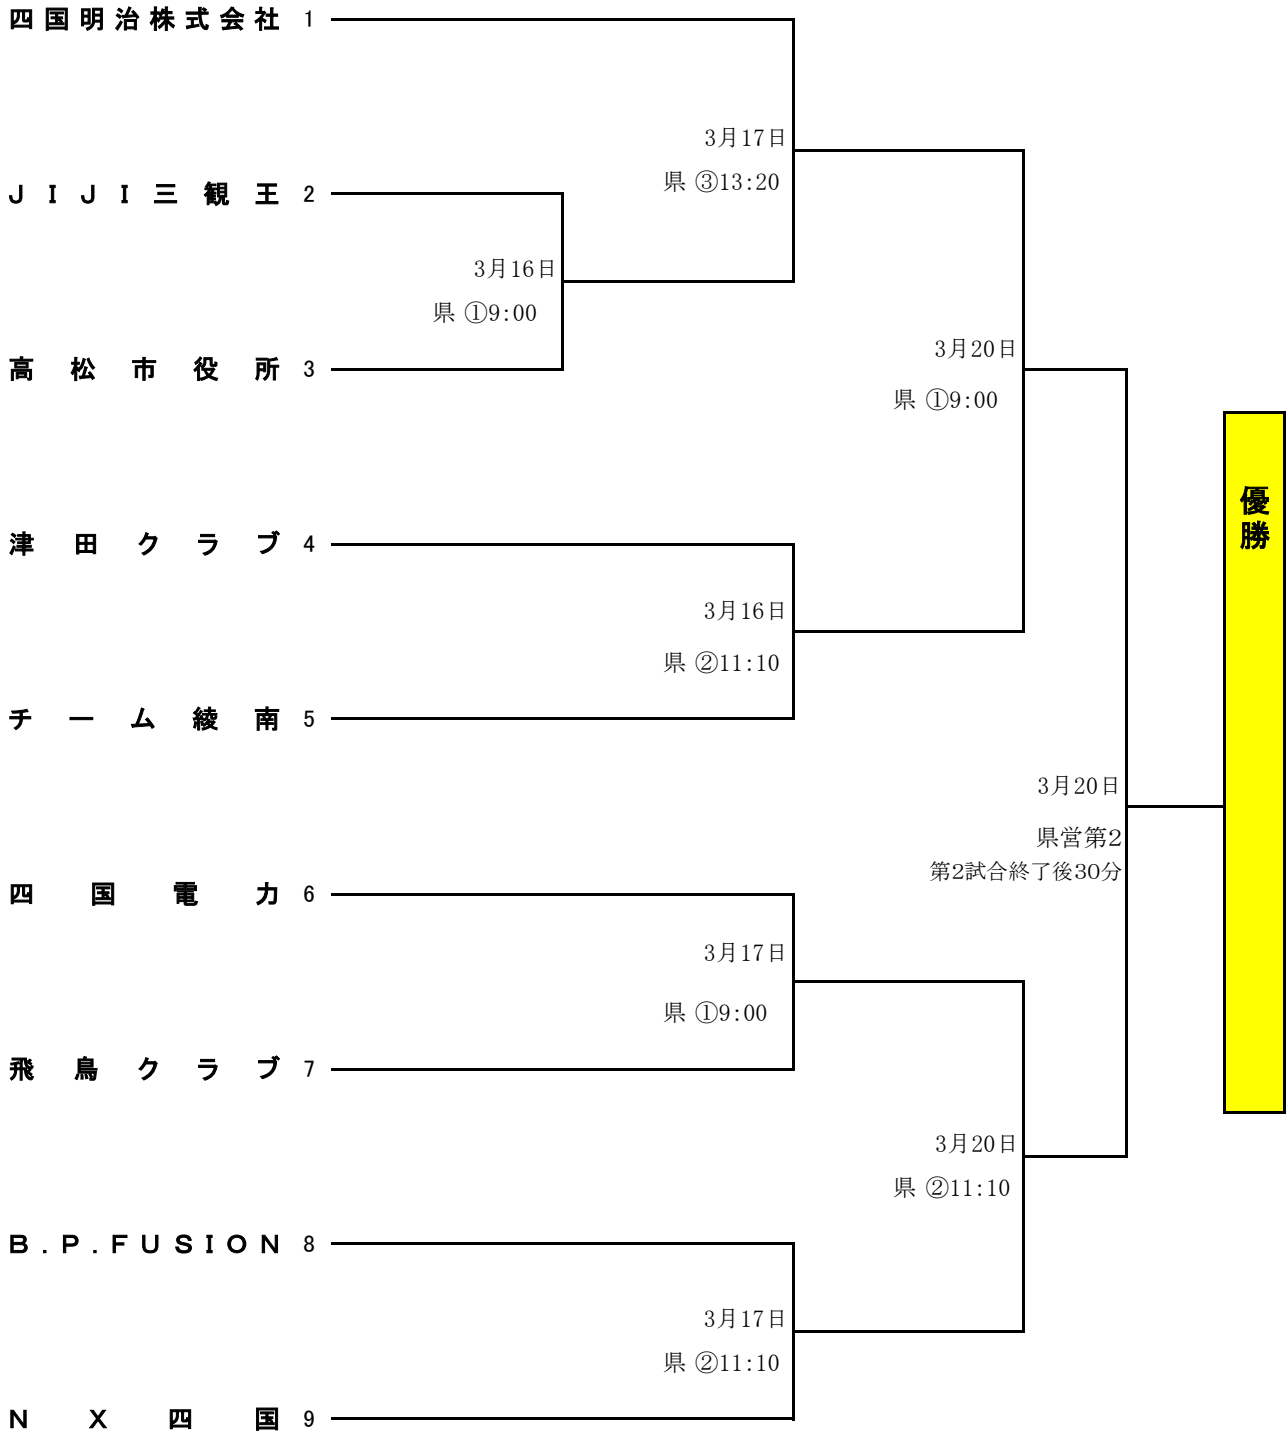 四国明治株式会社 1
3月17日
県 ③13:20
ＪＩＪＩ三観王 2
3月16日
県 ①9:00
高松市役所 3
3月20日
県 ①9:00
優勝
津田クラブ 4
3月16日
県 ②11:10
チーム綾南 5
3月20日
県営第2
第2試合終了後30分
四国電力 6
3月17日
県 ①9:00
飛鳥クラブ 7
3月20日
県 ②11:10
Ｂ.Ｐ.ＦＵＳＩＯＮ 8
3月17日
県 ②11:10
ＮＸ四国 9